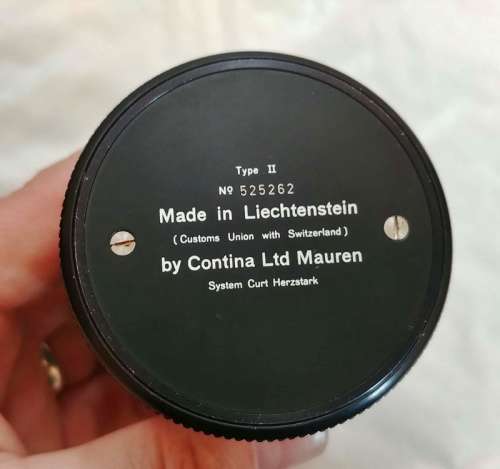 Type II
Nº 525262
Made in Liechtenstein
(Customs Union with Switzerland)
by Contina Ltd Mauren
System Curt Herzstark